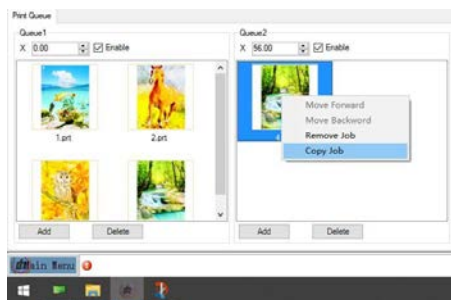 Print Queue
Queue1
X 0.00 Enable
1.prt
2.prt
Add Delete
Queue2
X 56.00 Enable
4
Move Forward
Move Backword
Remove Job
Copy Job
Add Delete
Main Menu